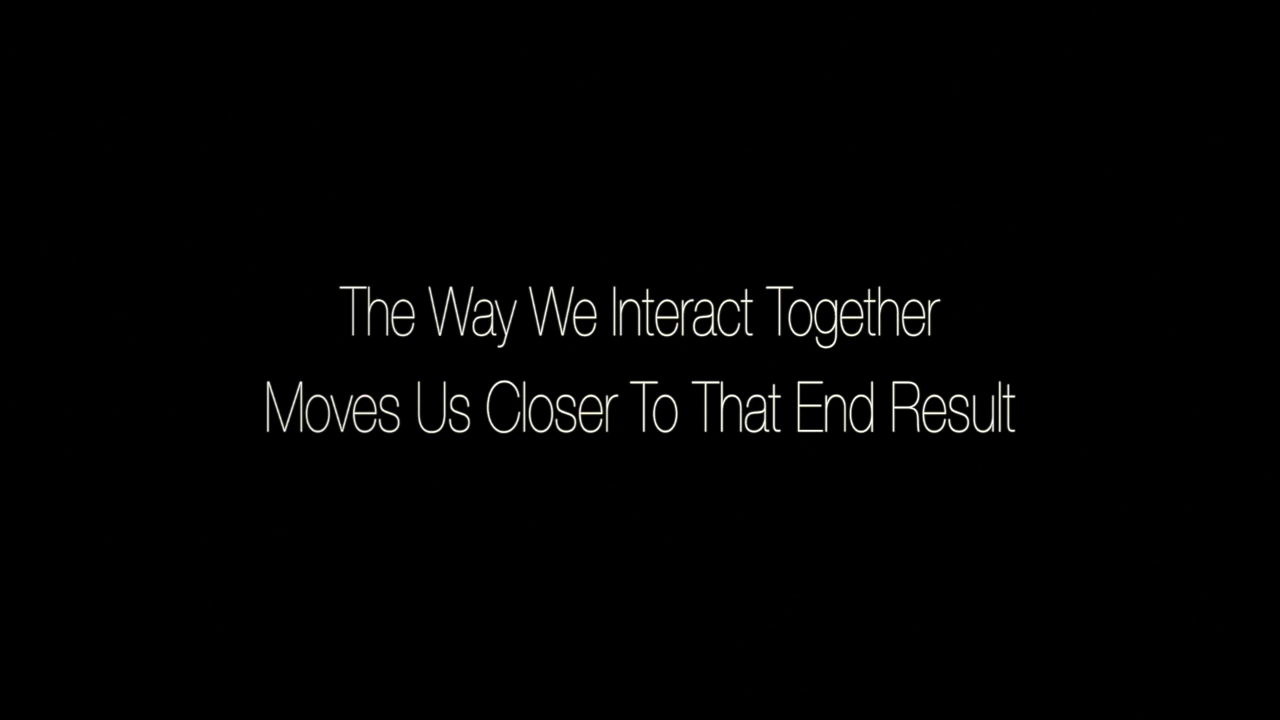 The Way We Interact Together
Moves Us Closer To That End Result